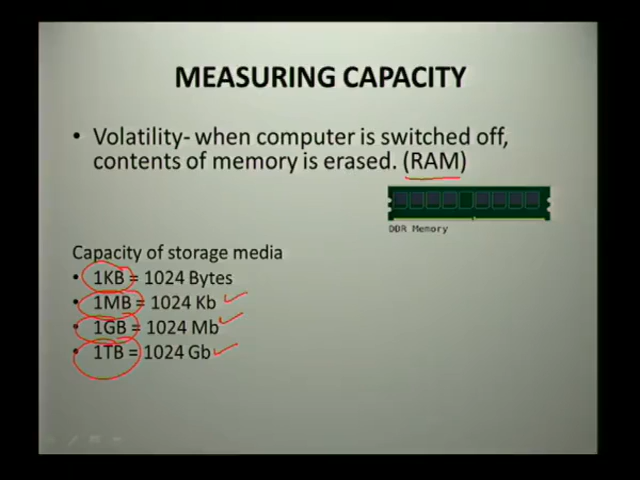 MEASURING CAPACITY
• Volatility- when computer is switched off,
contents of memory is erased. (RAM)
DDR Memory
Capacity of storage media
• 1KB = 1024 Bytes
• 1MB = 1024 Kb
• 1GB = 1024 Mb
• 1TB = 1024 Gb